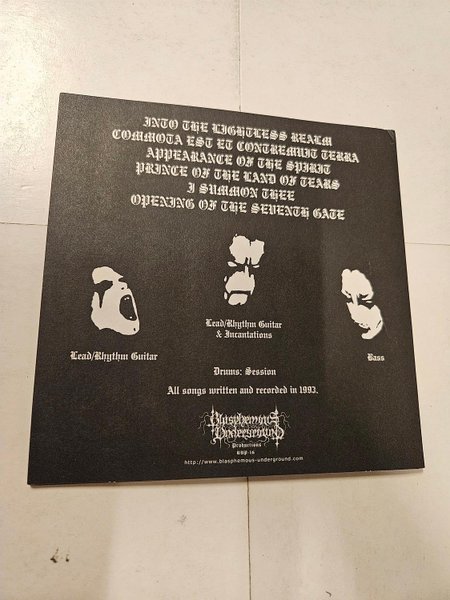 INTO THE LIGHTLESS REALM
COMMOTA EST ET CONTREMUIT TERRA
APPEARANCE OF THE SPIRIT
PRINCE OF THE LAND OF TEARS
I SUMMON THEE
OPENING OF THE SEVENTH GATE
Lead/Rhythm Guitar
& Incantations
Lead/Rhythm Guitar
Bass
Drums: Session
All songs written and recorded in 1993.
Blasphemous
Underground
Productions
BUP-16
http://www.blasphemous-underground.com